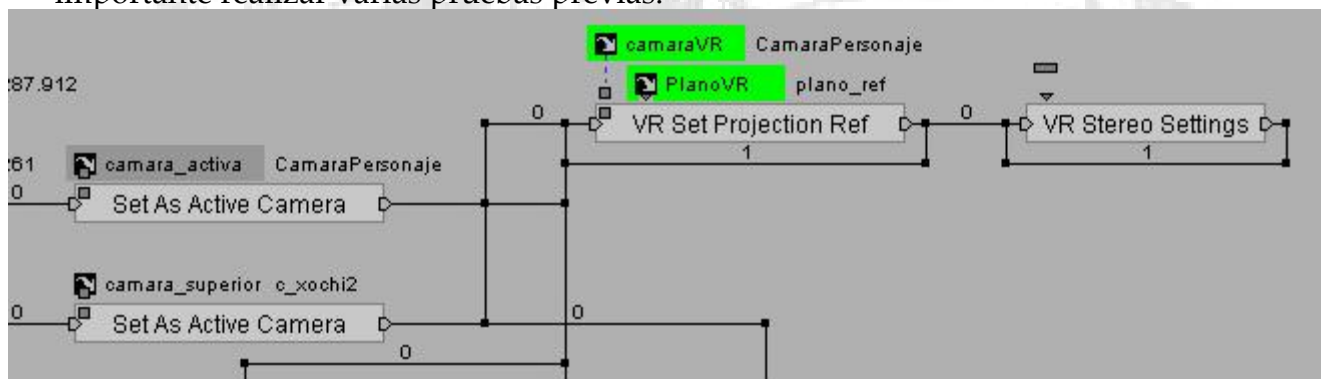 importante realizar varias pruebas previas.
camaraVR CamaraPersonaje
:87.912
PlanoVR plano_ref
0 VR Set Projection Ref 0 VR Stereo Settings
1 1
:61 camara_activa CamaraPersonaje
0 Set As Active Camera
camara_superior c_xochi2
0 Set As Active Camera 0
0